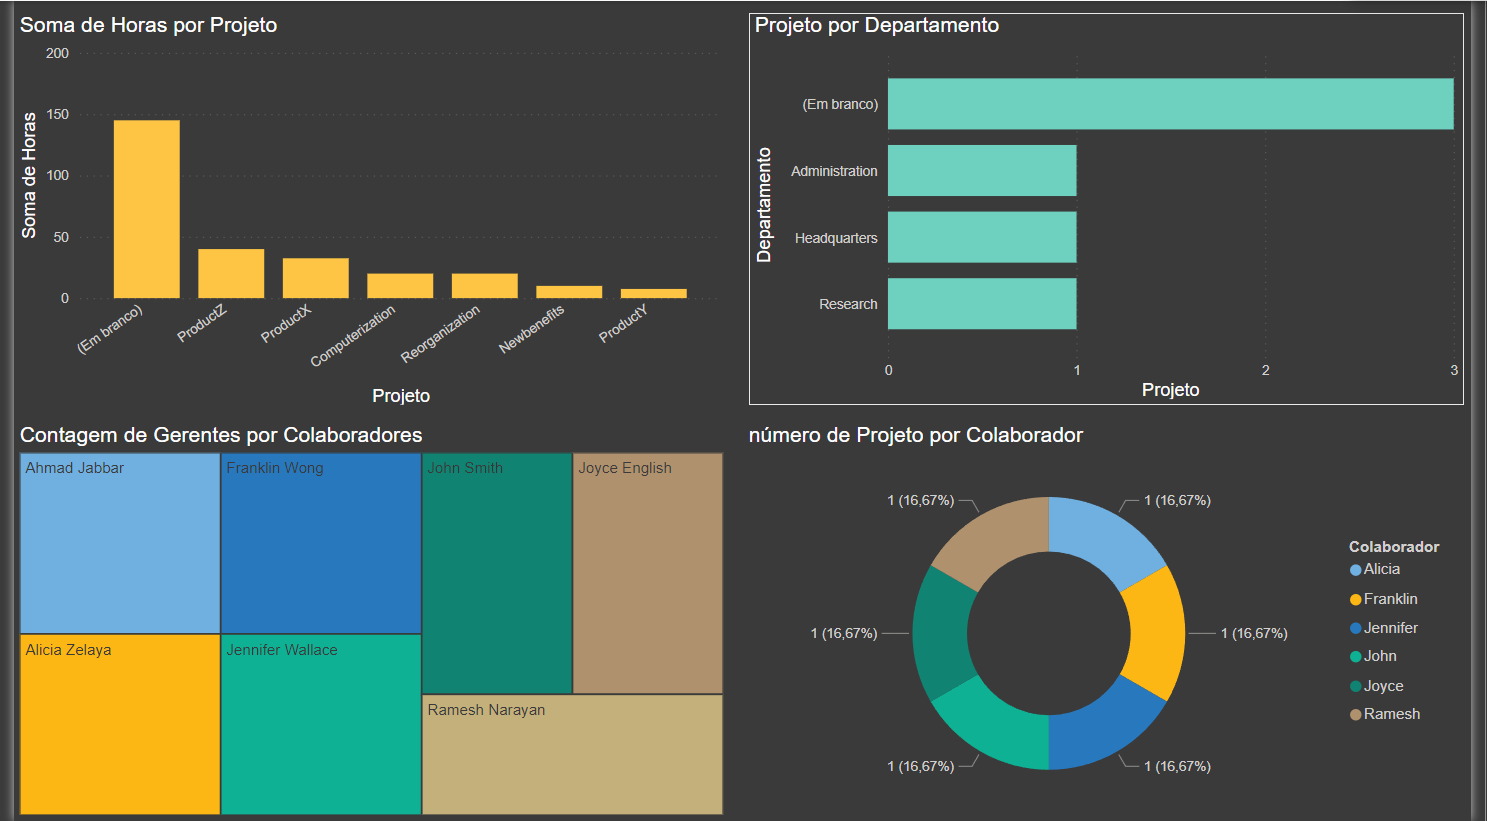 Soma de Horas por Projeto
200
150
100
50
0
Soma de Horas
(Em branco)
ProductZ
ProductX
Computerization
Reorganization
Newbenefits
ProductY
Projeto
Projeto por Departamento
Departamento
(Em branco)
Administration
Headquarters
Research
0
1
2
3
Projeto
Contagem de Gerentes por Colaboradores
Ahmad Jabbar
Franklin Wong
John Smith
Joyce English
Alicia Zelaya
Jennifer Wallace
Ramesh Narayan
número de Projeto por Colaborador
1 (16,67%)
1 (16,67%)
1 (16,67%)
1 (16,67%)
1 (16,67%)
1 (16,67%)
Colaborador
Alicia
Franklin
Jennifer
John
Joyce
Ramesh